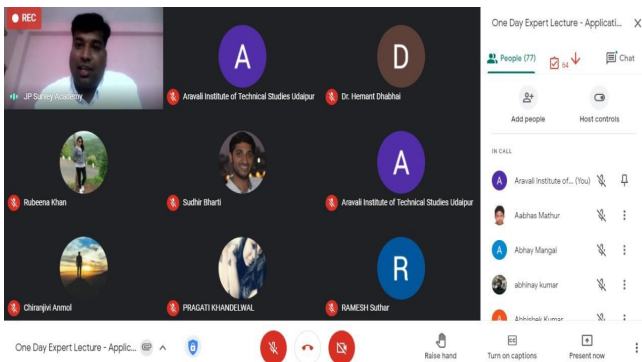 REC
One Day Expert Lecture - Applicati...
X
People (77)
64
Chat
Add people
Host controls
IN CALL
JP Survey Academy
A
Aravali Institute of Technical Studies Udaipur
D
Dr. Hemant Dhabhai
Rubeena Khan
Sudhir Bharti
A
Aravali Institute of Technical Studies Udaipur
Chiranjivi Anmol
PRAGATI KHANDELWAL
R
RAMESH Suthar
A
Aravali Institute of... (You)
Aabhas Mathur
A
Abhay Mangal
abhinay kumar
A
Abhishek Kumar
One Day Expert Lecture - Applic...
Raise hand
Turn on captions
Present now